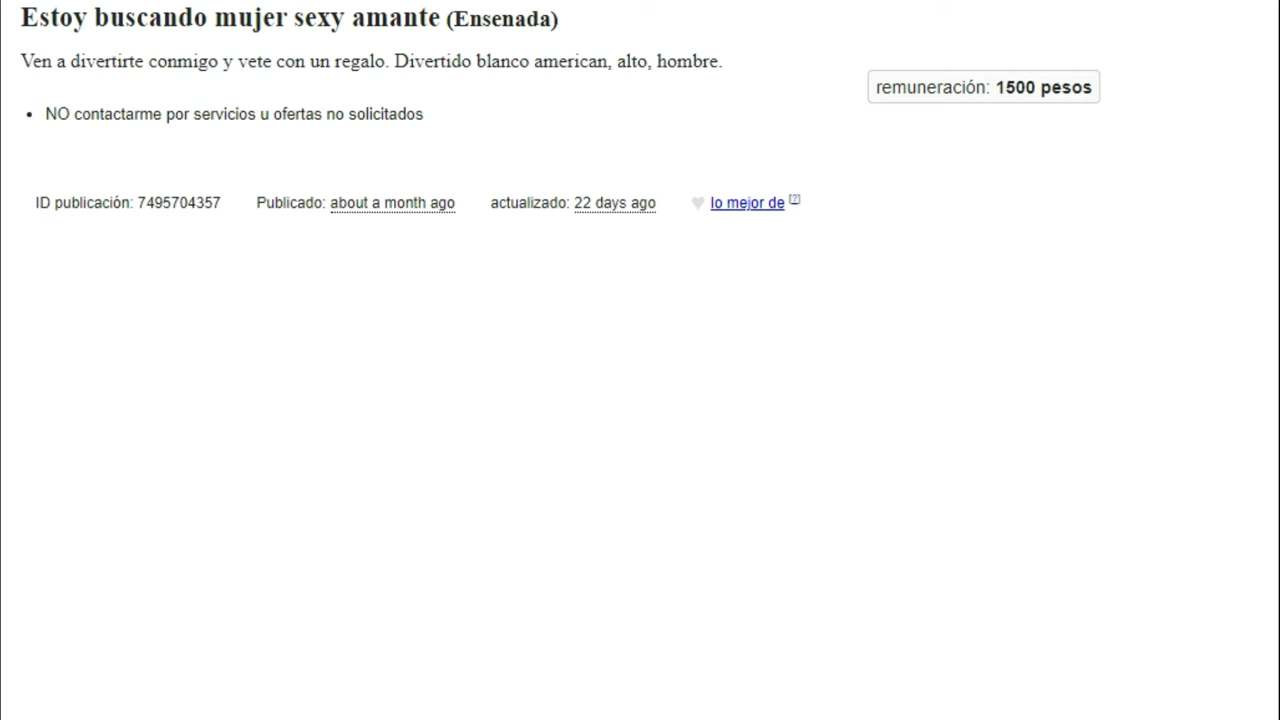 Estoy buscando mujer sexy amante (Ensenada)
Ven a divertirte conmigo y vete con un regalo. Divertido blanco american, alto, hombre.
remuneración: 1500 pesos
• NO contactarme por servicios u ofertas no solicitados
ID publicación: 7495704357 Publicado: about a month ago actualizado: 22 days ago ♥ lo mejor de [?]